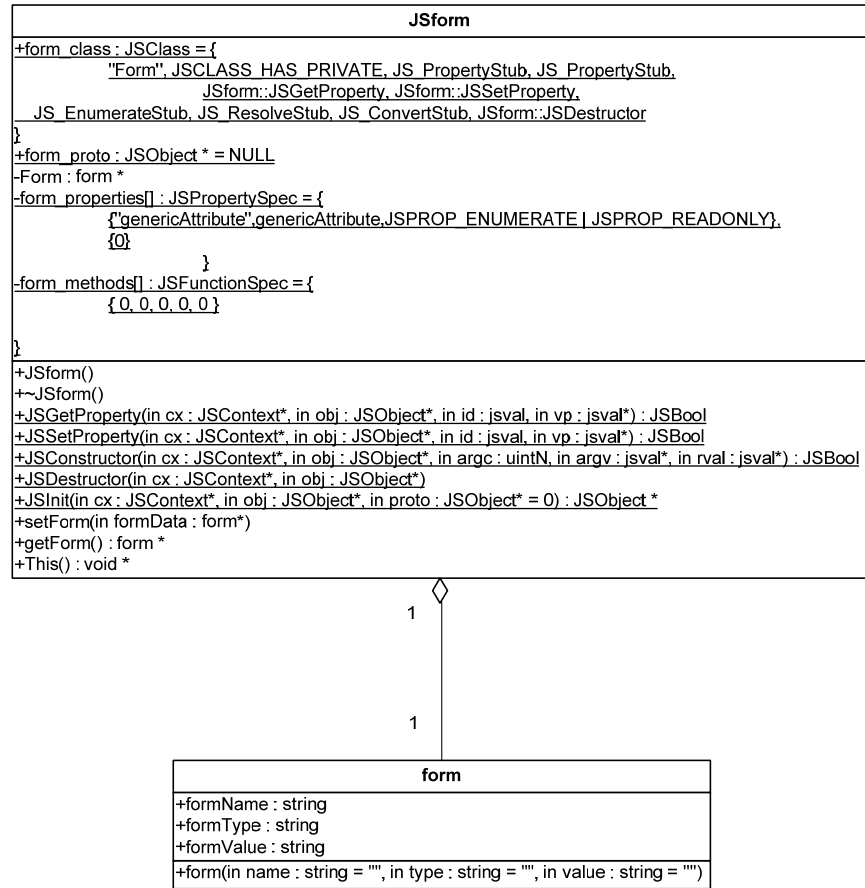 JSform
+form_class : JSClass = {
"Form", JSCLASS_HAS_PRIVATE, JS_PropertyStub, JS_PropertyStub,
JSform::JSGetProperty, JSform::JSSetProperty,
JS_EnumerateStub, JS_ResolveStub, JS_ConvertStub, JSform::JSDestructor
}
+form_proto : JSObject * = NULL
-Form : form *
-form_properties[] : JSPropertySpec = {
{"genericAttribute",genericAttribute,JSPROP_ENUMERATE | JSPROP_READONLY},
{0}
}
-form_methods[] : JSFunctionSpec = {
{ 0, 0, 0, 0, 0 }
}
+JSform()
+~JSform()
+JSGetProperty(in cx : JSContext*, in obj : JSObject*, in id : jsval, in vp : jsval*) : JSBool
+JSSetProperty(in cx : JSContext*, in obj : JSObject*, in id : jsval, in vp : jsval*) : JSBool
+JSConstructor(in cx : JSContext*, in obj : JSObject*, in argc : uintN, in argv : jsval*, in rval : jsval*) : JSBool
+JSDestructor(in cx : JSContext*, in obj : JSObject*)
+JSInit(in cx : JSContext*, in obj : JSObject*, in proto : JSObject* = 0) : JSObject *
+setForm(in formData : form*)
+getForm() : form *
+This() : void *
1
1
form
+formName : string
+formType : string
+formValue : string
+form(in name : string = "", in type : string = "", in value : string = "")